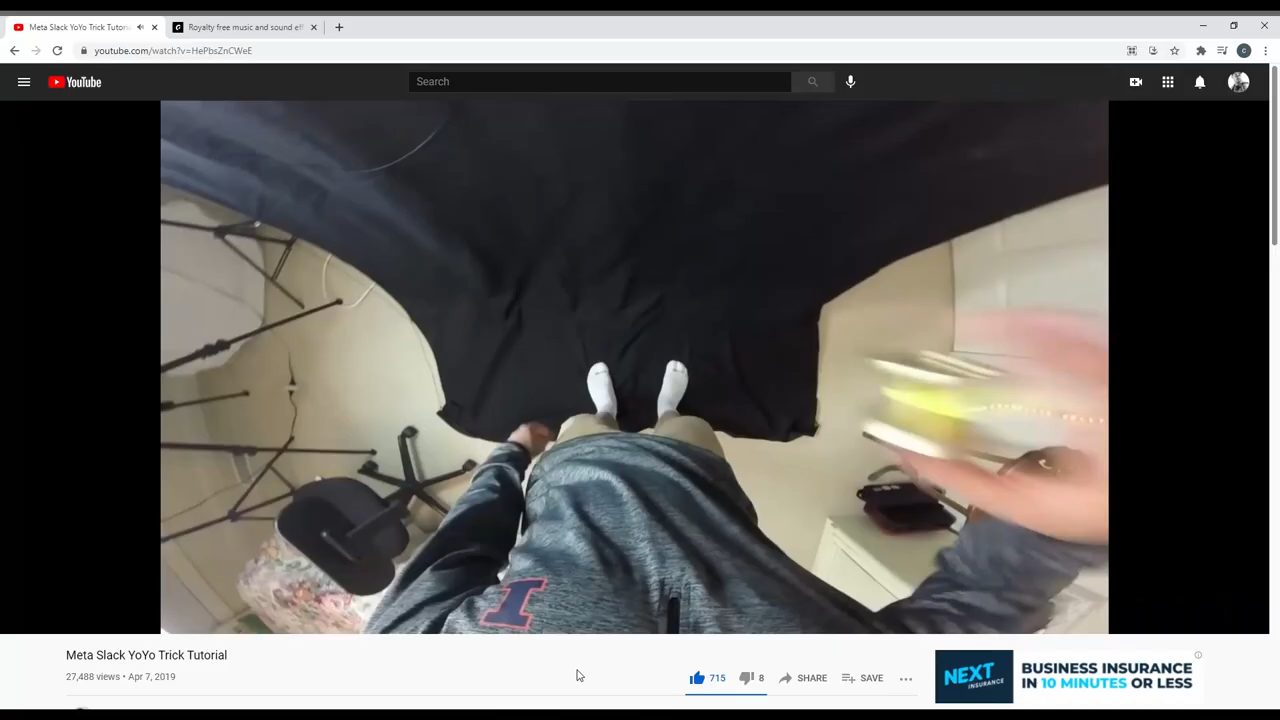 Meta Slack YoYo Trick Tutori
Royalty free music and sound ef
youtube.com/watch?v=HePbsZnCWeE
YouTube
Search
I
Meta Slack YoYo Trick Tutorial
27,488 views • Apr 7, 2019
715
8
SHARE
SAVE
NEXT
INSURANCE
BUSINESS INSURANCE
IN 10 MINUTES OR LESS